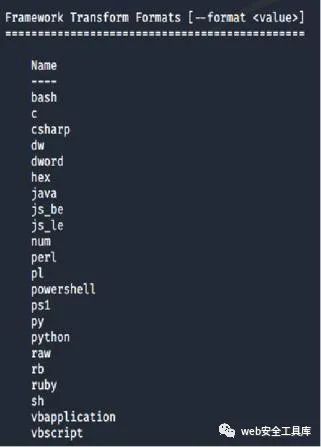 Framework Transform Formats [--format <value>]
==============================================
Name
----
bash
c
csharp
dw
dword
hex
java
js_be
js_le
num
perl
pl
powershell
ps1
py
python
raw
rb
ruby
sh
vbapplication
vbscript
web安全工具库